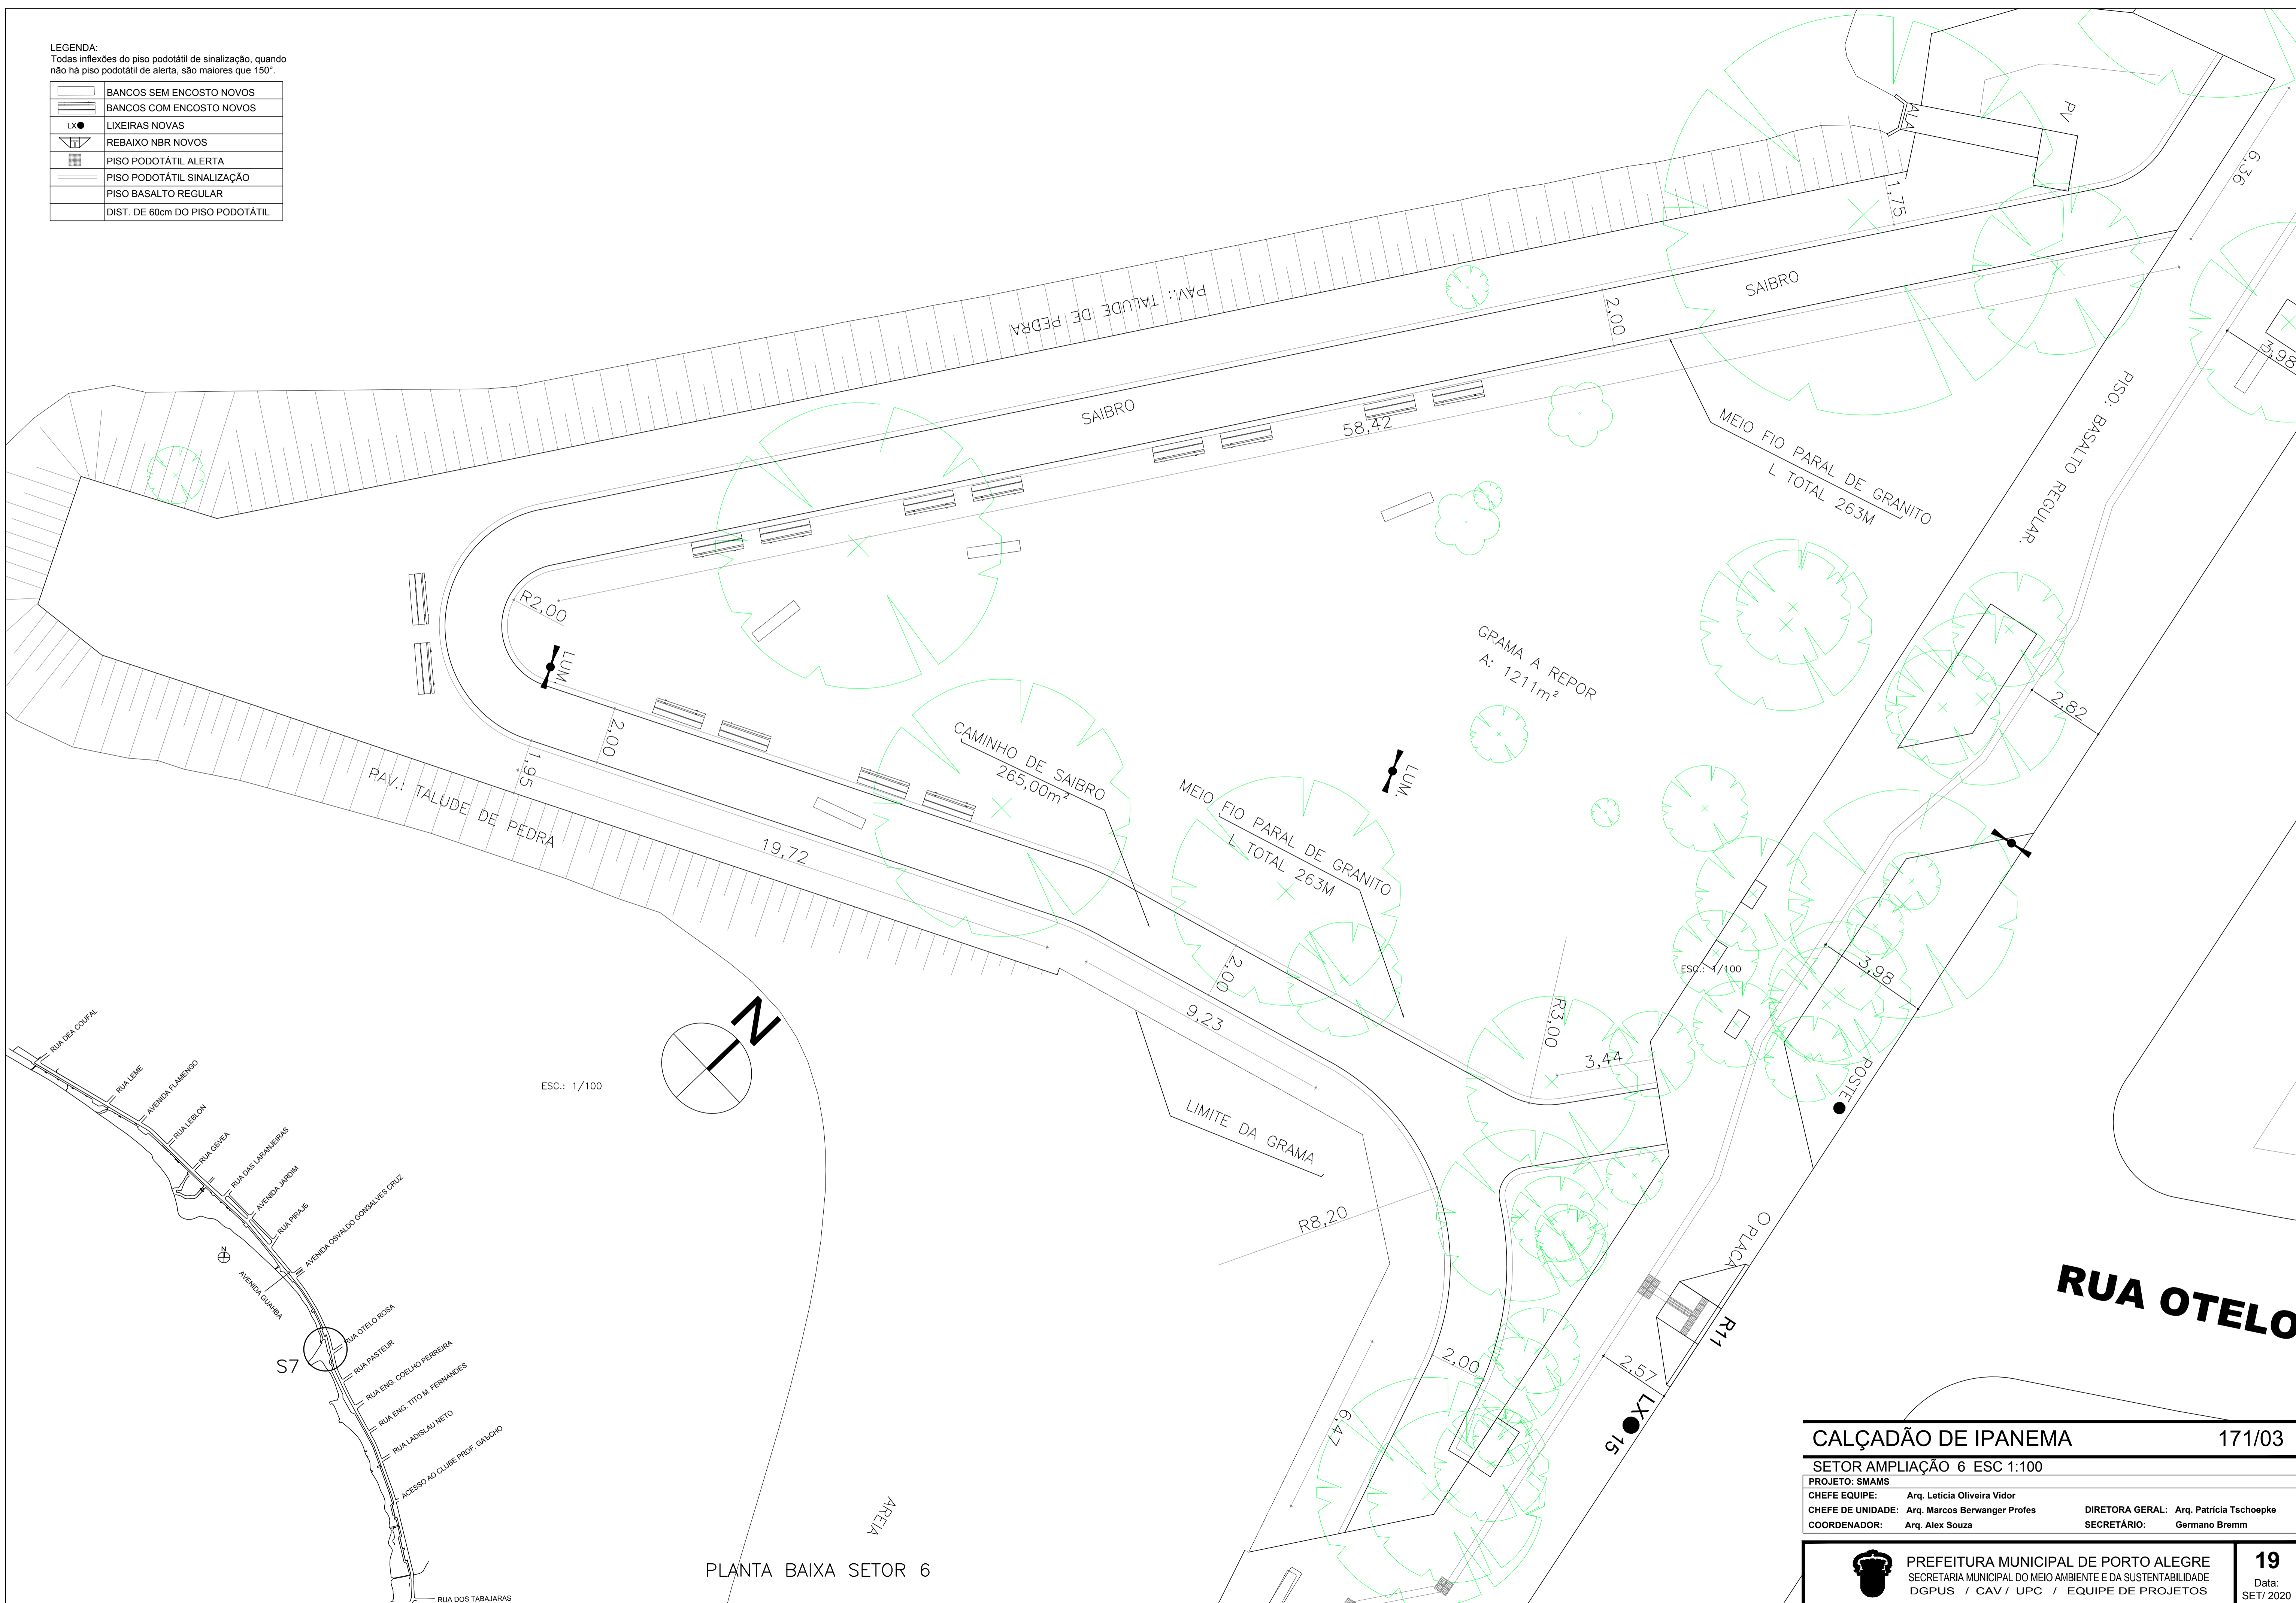 LEGENDA:
Todas inflexões do piso podotátil de sinalização, quando
não há piso podotátil de alerta, são maiores que 150°.
BANCOS SEM ENCOSTO NOVOS
BANCOS COM ENCOSTO NOVOS
LX● LIXEIRAS NOVAS
REBAIXO NBR NOVOS
PISO PODOTÁTIL ALERTA
PISO PODOTÁTIL SINALIZAÇÃO
PISO BASALTO REGULAR
DIST. DE 60cm DO PISO PODOTÁTIL
ALA
PV
1,75
6,36
PAV.: TALUDE DE PEDRA
SAIBRO
2,00
3,98
SAIBRO
58,42
MEIO FIO PARAL DE GRANITO
L TOTAL 263M
PISO: BASALTO REGULAR.
R2,00
LUM.
GRAMA A REPOR
A: 1211m²
2,82
2,00
1,95
CAMINHO DE SAIBRO
265,00m²
LUM.
MEIO FIO PARAL DE GRANITO
L TOTAL 263M
PAV.: TALUDE DE PEDRA
19,72
ESC.: 1/100
3,98
2,00
9,23
R3,00
3,44
POSTE
N
ESC.: 1/100
LIMITE DA GRAMA
R8,20
PLACA
RUA OTELO
R11
2,57
2,00
LX● 15
6,47
AREIA
RUA DEA COUFAL
RUA LEME
AVENIDA FLAMENGO
RUA LEBLON
RUA GБVEA
RUA DAS LARANJEIRAS
AVENIDA JARDIM
RUA PIRAJБ
AVENIDA OSVALDO GONЗALVES CRUZ
N
AVENIDA GUAНBA
RUA OTELO ROSA
S7
RUA PASTEUR
RUA ENG. COELHO PERREIRA
RUA ENG. TITO M. FERNANDES
RUA LADISLAU NETO
ACESSO AO CLUBE PROF. GAЪCHO
RUA DOS TABAJARAS
PLANTA BAIXA SETOR 6
CALÇADÃO DE IPANEMA 171/03
SETOR AMPLIAÇÃO 6 ESC 1:100
PROJETO: SMAMS
CHEFE EQUIPE: Arq. Letícia Oliveira Vidor
CHEFE DE UNIDADE: Arq. Marcos Berwanger Profes DIRETORA GERAL: Arq. Patrícia Tschoepke
COORDENADOR: Arq. Alex Souza SECRETÁRIO: Germano Bremm
PREFEITURA MUNICIPAL DE PORTO ALEGRE
SECRETARIA MUNICIPAL DO MEIO AMBIENTE E DA SUSTENTABILIDADE
DGPUS / CAV / UPC / EQUIPE DE PROJETOS
19
Data:
SET/ 2020